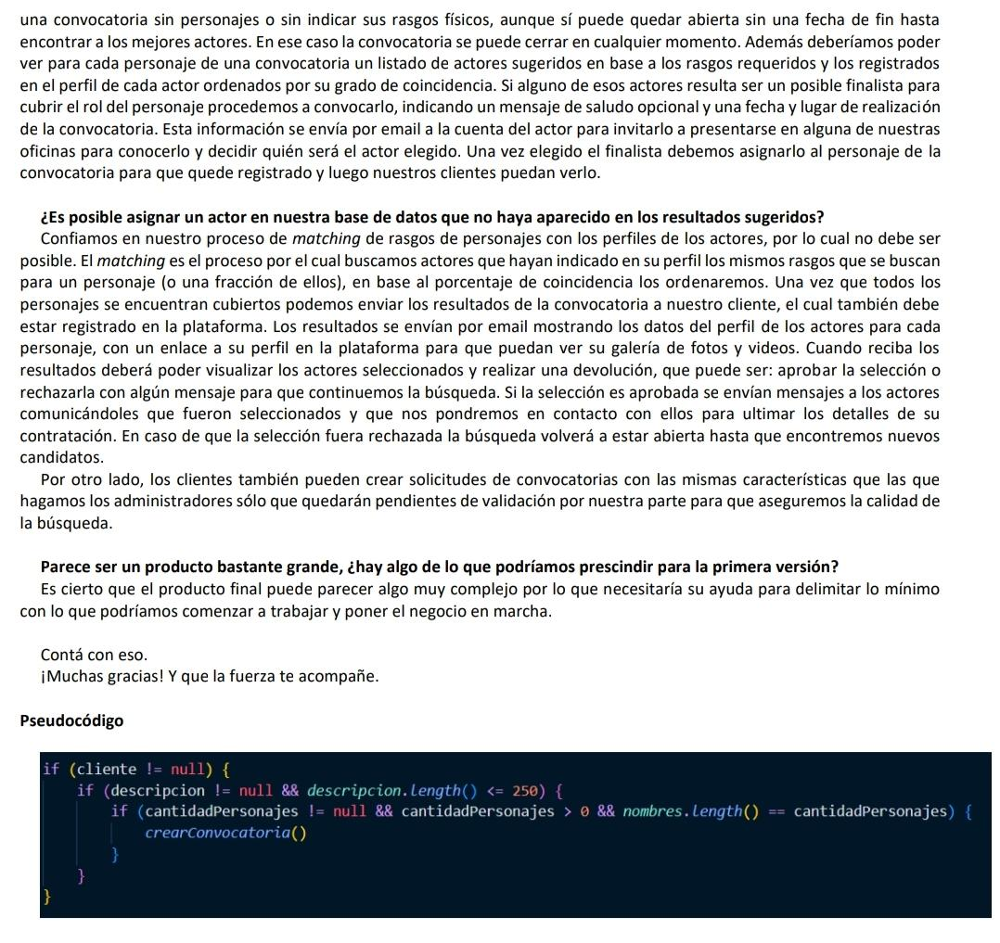 una convocatoria sin personajes o sin indicar sus rasgos físicos, aunque sí puede quedar abierta sin una fecha de fin hasta
encontrar a los mejores actores. En ese caso la convocatoria se puede cerrar en cualquier momento. Además deberíamos poder
ver para cada personaje de una convocatoria un listado de actores sugeridos en base a los rasgos requeridos y los registrados
en el perfil de cada actor ordenados por su grado de coincidencia. Si alguno de esos actores resulta ser un posible finalista para
cubrir el rol del personaje procedemos a convocarlo, indicando un mensaje de saludo opcional y una fecha y lugar de realización
de la convocatoria. Esta información se envía por email a la cuenta del actor para invitarlo a presentarse en alguna de nuestras
oficinas para conocerlo y decidir quién será el actor elegido. Una vez elegido el finalista debemos asignarlo al personaje de la
convocatoria para que quede registrado y luego nuestros clientes puedan verlo.
¿Es posible asignar un actor en nuestra base de datos que no haya aparecido en los resultados sugeridos?
Confiamos en nuestro proceso de matching de rasgos de personajes con los perfiles de los actores, por lo cual no debe ser
posible. El matching es el proceso por el cual buscamos actores que hayan indicado en su perfil los mismos rasgos que se buscan
para un personaje (o una fracción de ellos), en base al porcentaje de coincidencia los ordenaremos. Una vez que todos los
personajes se encuentran cubiertos podemos enviar los resultados de la convocatoria a nuestro cliente, el cual también debe
estar registrado en la plataforma. Los resultados se envían por email mostrando los datos del perfil de los actores para cada
personaje, con un enlace a su perfil en la plataforma para que puedan ver su galería de fotos y videos. Cuando reciba los
resultados deberá poder visualizar los actores seleccionados y realizar una devolución, que puede ser: aprobar la selección o
rechazarla con algún mensaje para que continuemos la búsqueda. Si la selección es aprobada se envían mensajes a los actores
comunicándoles que fueron seleccionados y que nos pondremos en contacto con ellos para ultimar los detalles de su
contratación. En caso de que la selección fuera rechazada la búsqueda volverá a estar abierta hasta que encontremos nuevos
candidatos.
Por otro lado, los clientes también pueden crear solicitudes de convocatorias con las mismas características que las que
hagamos los administradores sólo que quedarán pendientes de validación por nuestra parte para que aseguremos la calidad de
la búsqueda.
Parece ser un producto bastante grande, ¿hay algo de lo que podríamos prescindir para la primera versión?
Es cierto que el producto final puede parecer algo muy complejo por lo que necesitaría su ayuda para delimitar lo mínimo
con lo que podríamos comenzar a trabajar y poner el negocio en marcha.
Contá con eso.
¡Muchas gracias! Y que la fuerza te acompañe.
Pseudocódigo
if (cliente != null) {
if (descripcion != null && descripcion.length() <= 250) {
if (cantidadPersonajes != null && cantidadPersonajes > 0 && nombres.length() == cantidadPersonajes) {
crearConvocatoria()
}
}
}